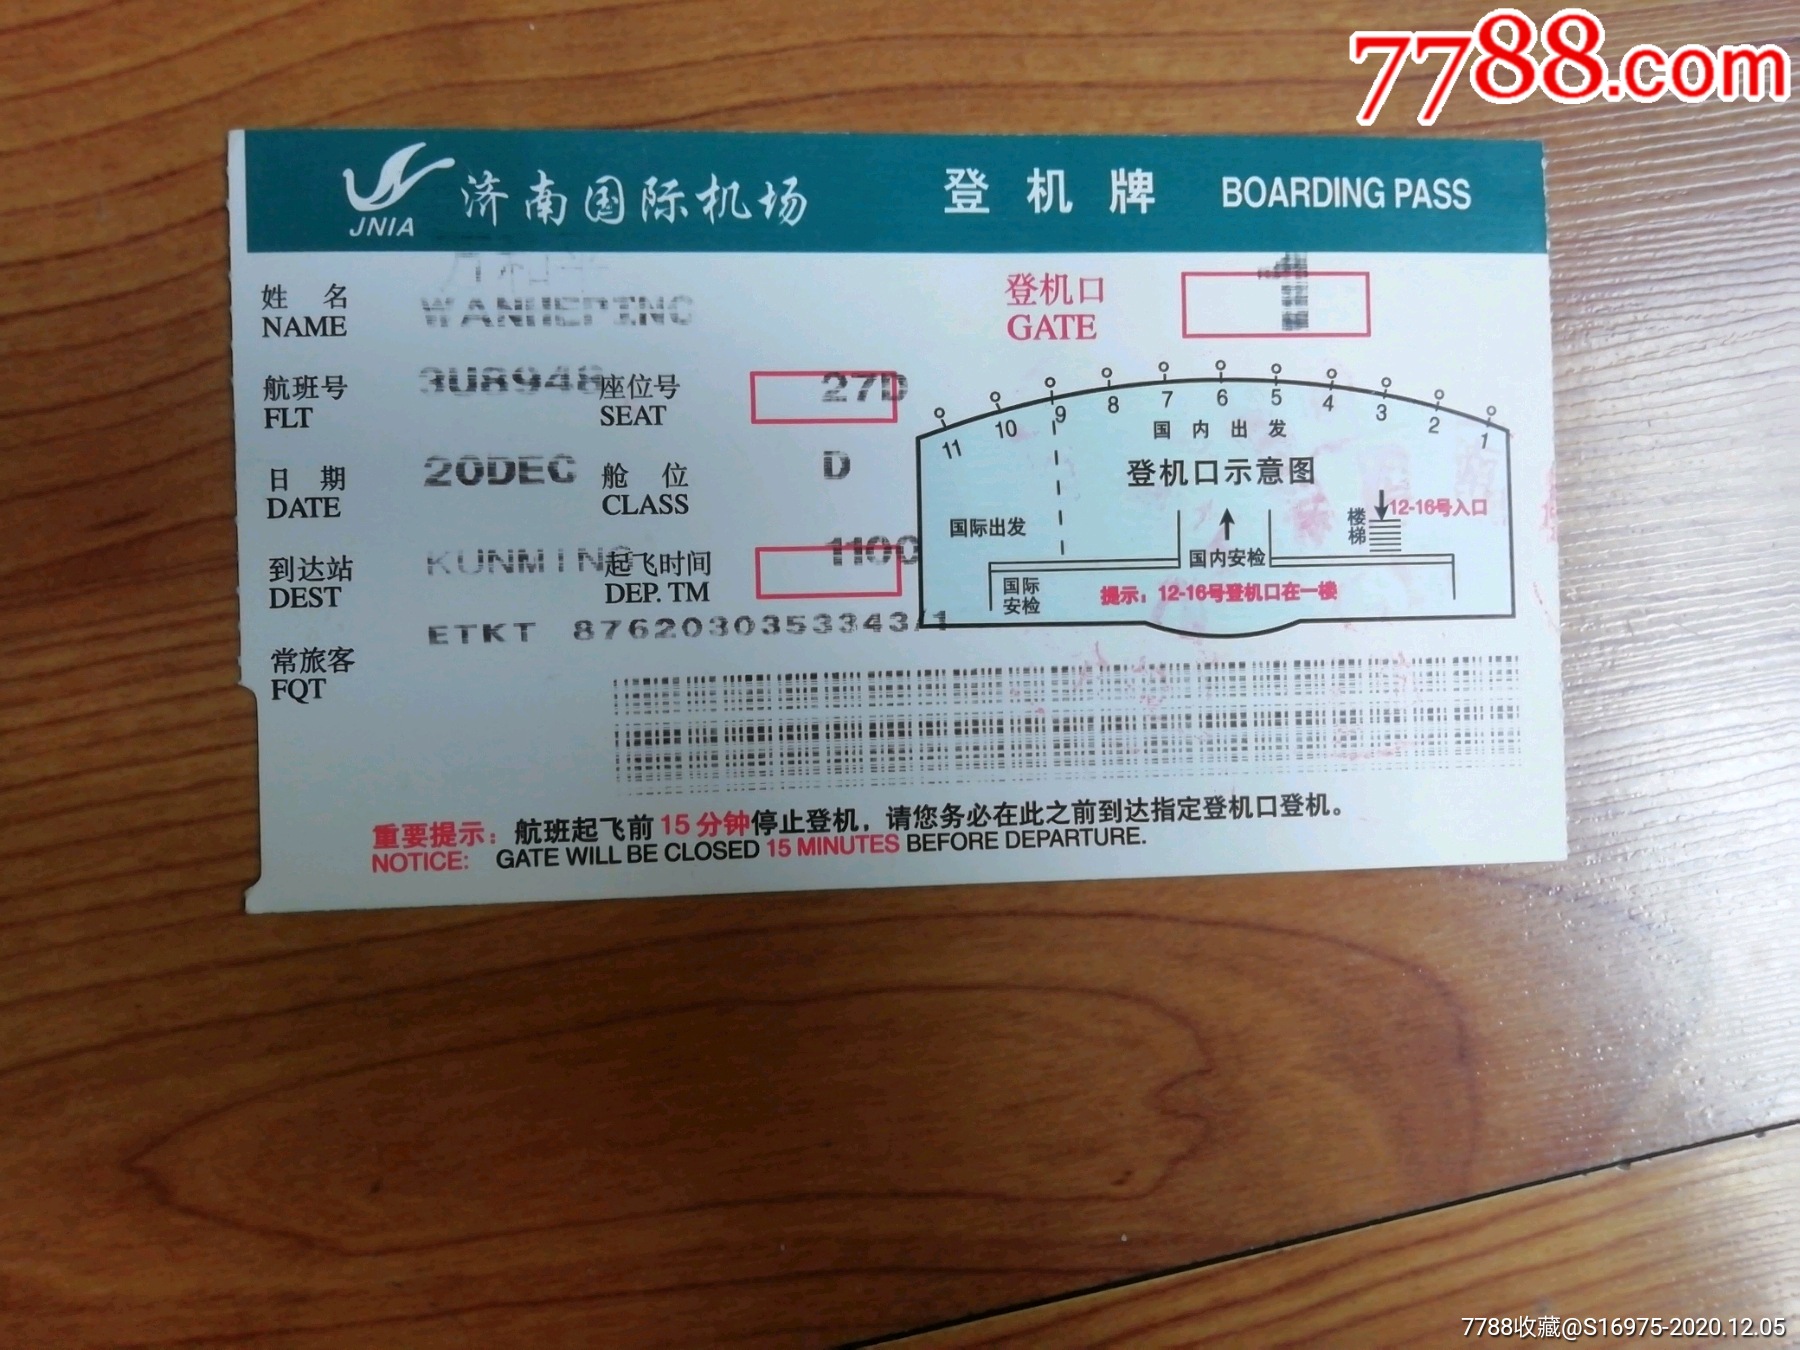 7788.com
JNIA 济南国际机场 登机牌 BOARDING PASS
姓名 万和平
NAME WANHEPING
登机口
GATE 1
航班号 3U8948 座位号 27D
FLT SEAT
日期 20DEC 舱位 D
DATE CLASS
到达站 KUNMING 起飞时间 1100
DEST DEP. TM
ETKT 8762030353343/1
常旅客
FQT
11 10 9 8 7 6 5 4 3 2 1
国内出发
登机口示意图
国际出发
楼梯
12-16号入口
国内安检
国际安检
提示：12-16号登机口在一楼
重要提示：航班起飞前 15 分钟停止登机，请您务必在此之前到达指定登机口登机。
NOTICE: GATE WILL BE CLOSED 15 MINUTES BEFORE DEPARTURE.
7788收藏@S16975-2020.12.05